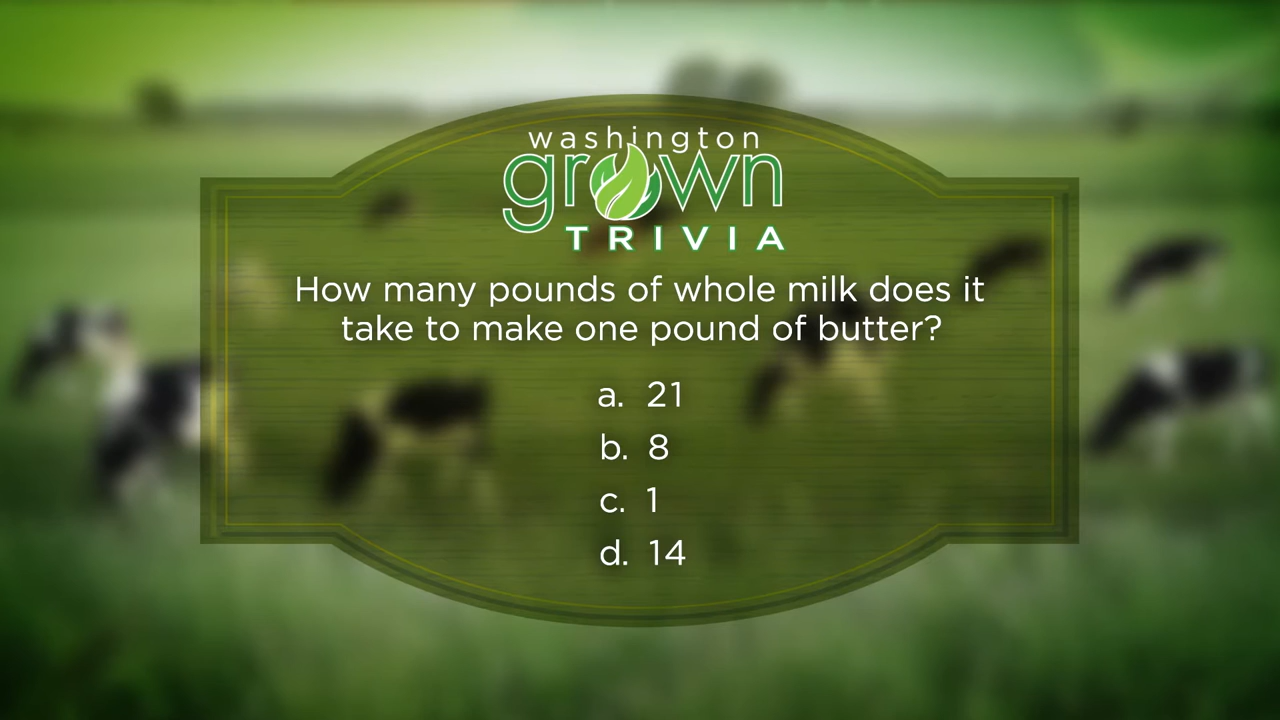 washington
grown
TRIVIA
How many pounds of whole milk does it
take to make one pound of butter?
a. 21
b. 8
c. 1
d. 14